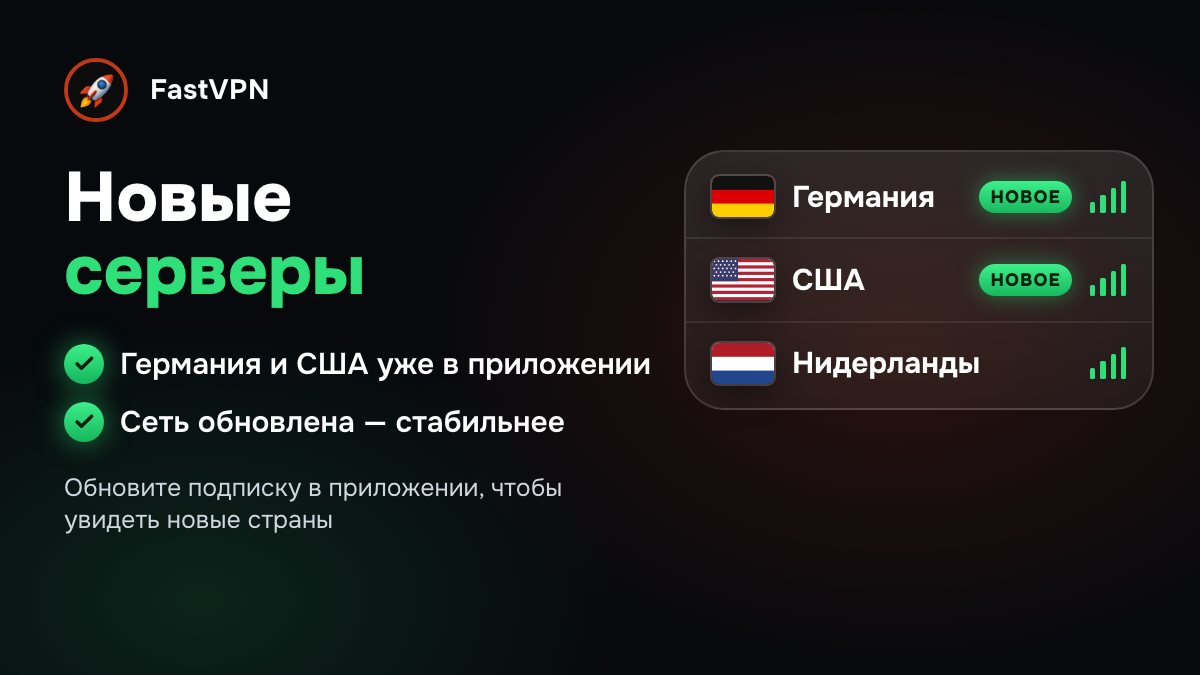 FastVPN
Новые
серверы
Германия и США уже в приложении
Сеть обновлена — стабильнее
Обновите подписку в приложении, чтобы
увидеть новые страны
Германия НОВОЕ
США НОВОЕ
Нидерланды